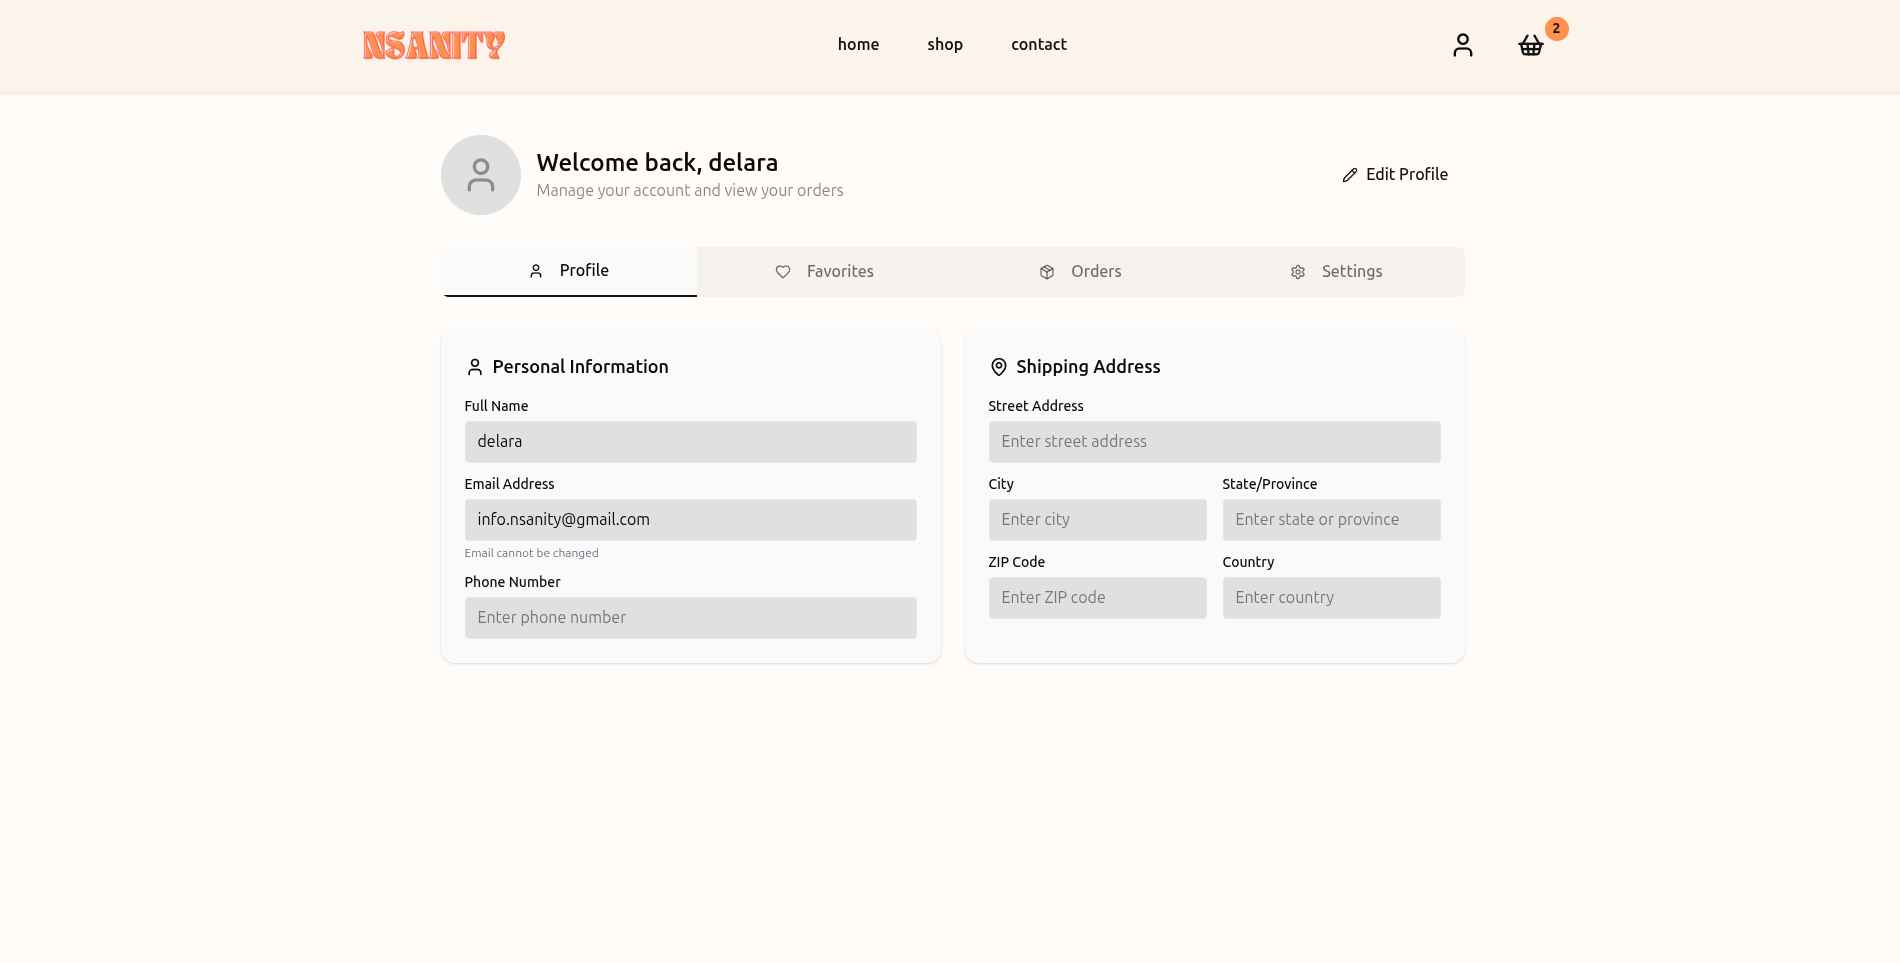 NSANITY
home shop contact
2
Welcome back, delara
Manage your account and view your orders
Edit Profile
Profile Favorites Orders Settings
Personal Information
Full Name
delara
Email Address
info.nsanity@gmail.com
Email cannot be changed
Phone Number
Enter phone number
Shipping Address
Street Address
Enter street address
City State/Province
Enter city Enter state or province
ZIP Code Country
Enter ZIP code Enter country